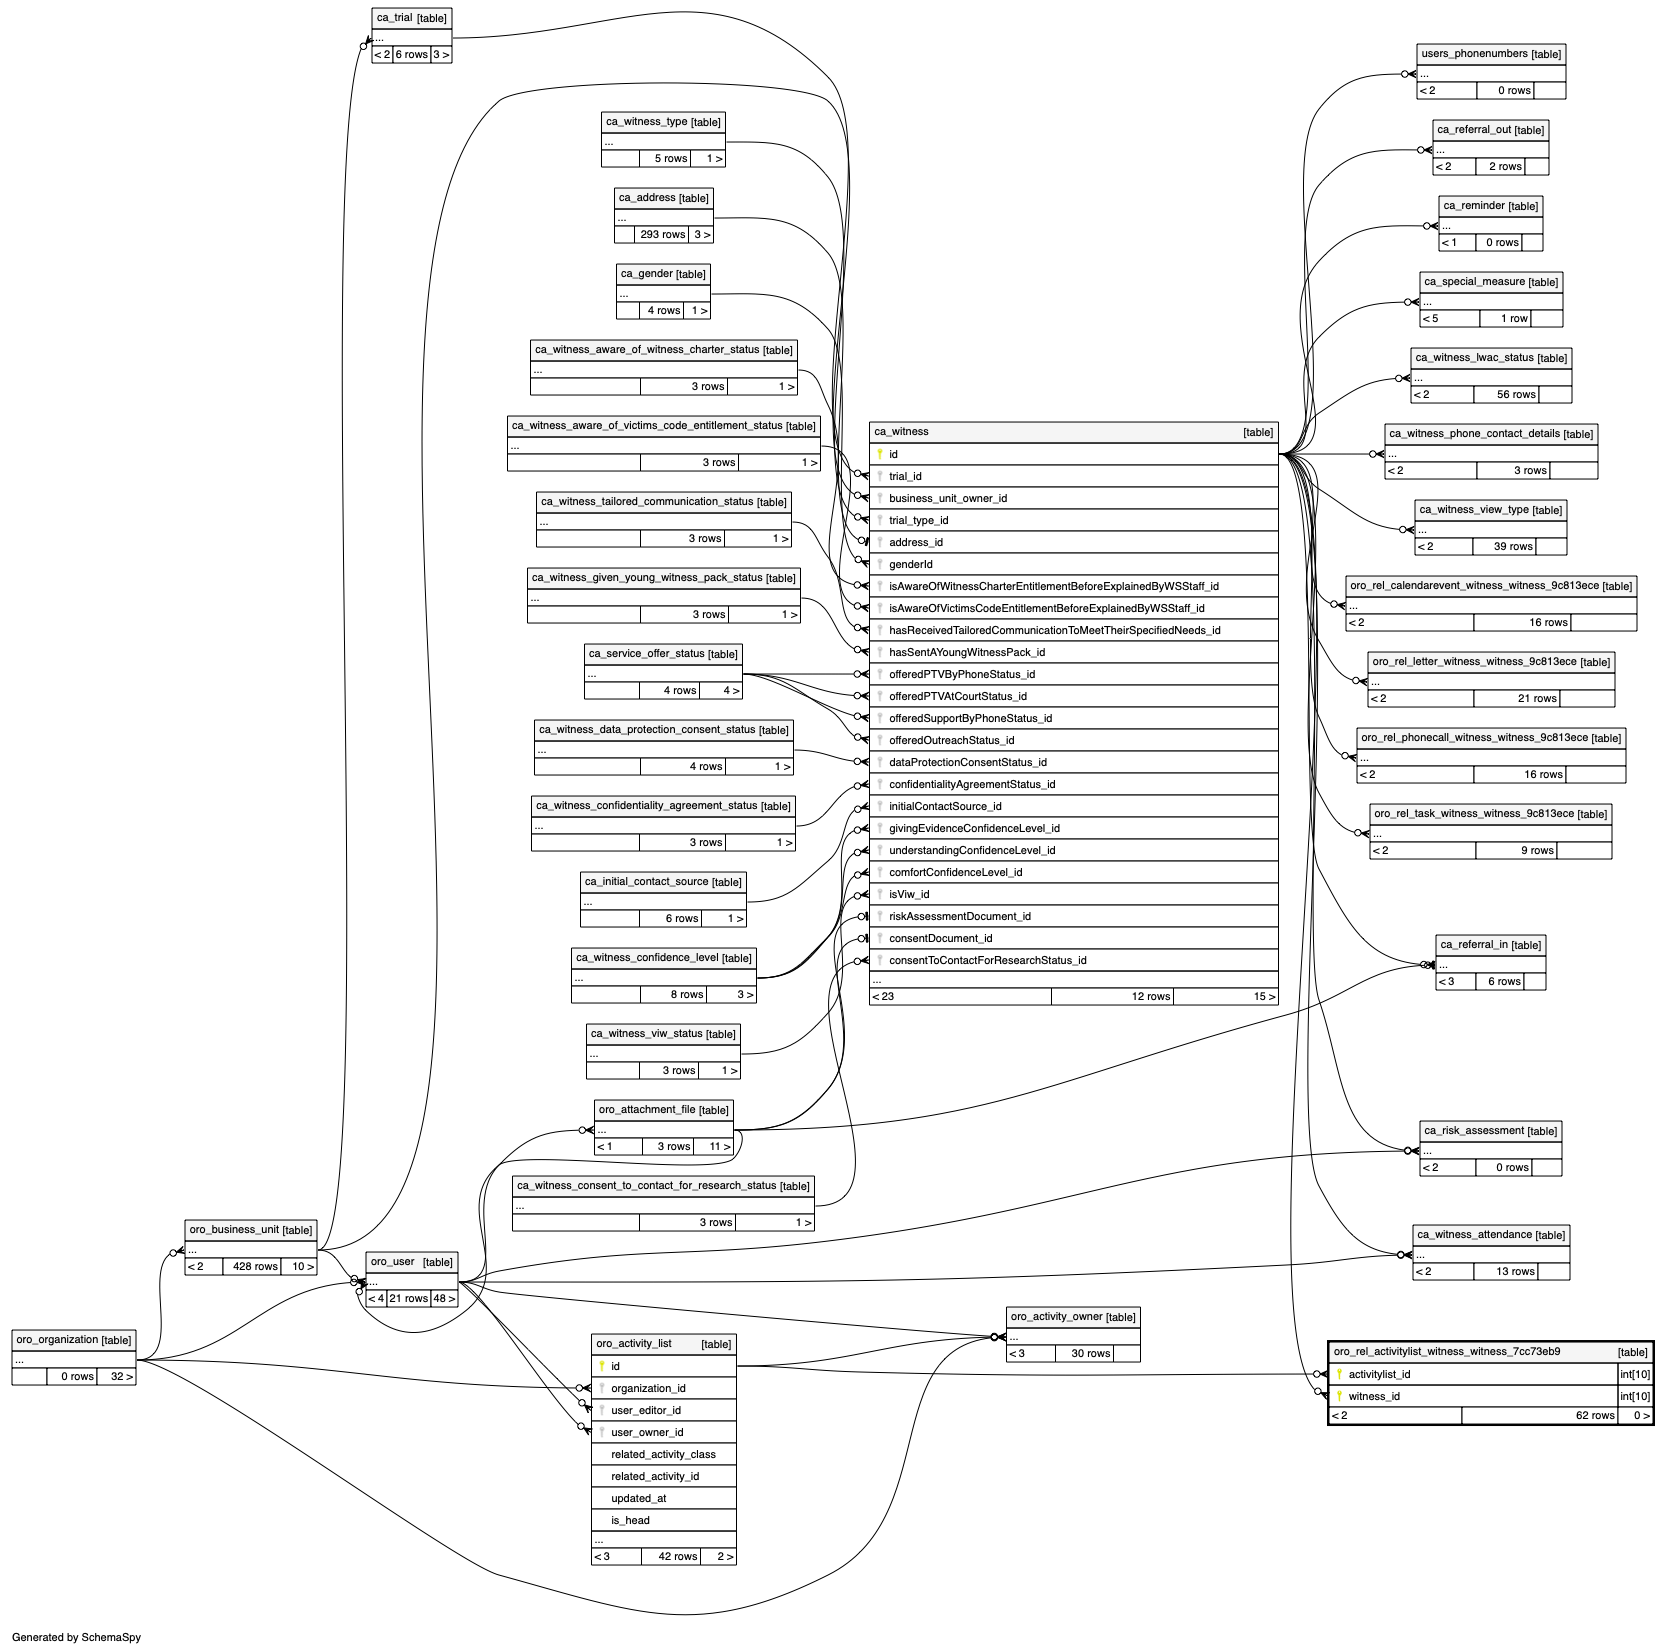 ca_trial [table]
...
< 2 6 rows 3 >
ca_witness_type [table]
...
5 rows 1 >
ca_address [table]
...
293 rows 3 >
ca_gender [table]
...
4 rows 1 >
ca_witness_aware_of_witness_charter_status [table]
...
3 rows 1 >
ca_witness_aware_of_victims_code_entitlement_status [table]
...
3 rows 1 >
ca_witness_tailored_communication_status [table]
...
3 rows 1 >
ca_witness_given_young_witness_pack_status [table]
...
3 rows 1 >
ca_service_offer_status [table]
...
4 rows 4 >
ca_witness_data_protection_consent_status [table]
...
4 rows 1 >
ca_witness_confidentiality_agreement_status [table]
...
3 rows 1 >
ca_initial_contact_source [table]
...
6 rows 1 >
ca_witness_confidence_level [table]
...
8 rows 3 >
ca_witness_viw_status [table]
...
3 rows 1 >
oro_attachment_file [table]
...
< 1 3 rows 11 >
ca_witness_consent_to_contact_for_research_status [table]
...
3 rows 1 >
oro_business_unit [table]
...
< 2 428 rows 10 >
oro_user [table]
...
< 4 21 rows 48 >
oro_organization [table]
...
0 rows 32 >
oro_activity_list [table]
id
organization_id
user_editor_id
user_owner_id
related_activity_class
related_activity_id
updated_at
is_head
...
< 3 42 rows 2 >
ca_witness [table]
id
trial_id
business_unit_owner_id
trial_type_id
address_id
genderId
isAwareOfWitnessCharterEntitlementBeforeExplainedByWSStaff_id
isAwareOfVictimsCodeEntitlementBeforeExplainedByWSStaff_id
hasReceivedTailoredCommunicationToMeetTheirSpecifiedNeeds_id
hasSentAYoungWitnessPack_id
offeredPTVByPhoneStatus_id
offeredPTVAtCourtStatus_id
offeredSupportByPhoneStatus_id
offeredOutreachStatus_id
dataProtectionConsentStatus_id
confidentialityAgreementStatus_id
initialContactSource_id
givingEvidenceConfidenceLevel_id
understandingConfidenceLevel_id
comfortConfidenceLevel_id
isViw_id
riskAssessmentDocument_id
consentDocument_id
consentToContactForResearchStatus_id
...
< 23 12 rows 15 >
oro_activity_owner [table]
...
< 3 30 rows
users_phonenumbers [table]
...
< 2 0 rows
ca_referral_out [table]
...
< 2 2 rows
ca_reminder [table]
...
< 1 0 rows
ca_special_measure [table]
...
< 5 1 row
ca_witness_lwac_status [table]
...
< 2 56 rows
ca_witness_phone_contact_details [table]
...
< 2 3 rows
ca_witness_view_type [table]
...
< 2 39 rows
oro_rel_calendarevent_witness_witness_9c813ece [table]
...
< 2 16 rows
oro_rel_letter_witness_witness_9c813ece [table]
...
< 2 21 rows
oro_rel_phonecall_witness_witness_9c813ece [table]
...
< 2 16 rows
oro_rel_task_witness_witness_9c813ece [table]
...
< 2 9 rows
ca_referral_in [table]
...
< 3 6 rows
ca_risk_assessment [table]
...
< 2 0 rows
ca_witness_attendance [table]
...
< 2 13 rows
oro_rel_activitylist_witness_witness_7cc73eb9 [table]
activitylist_id int[10]
witness_id int[10]
< 2 62 rows 0 >
Generated by SchemaSpy